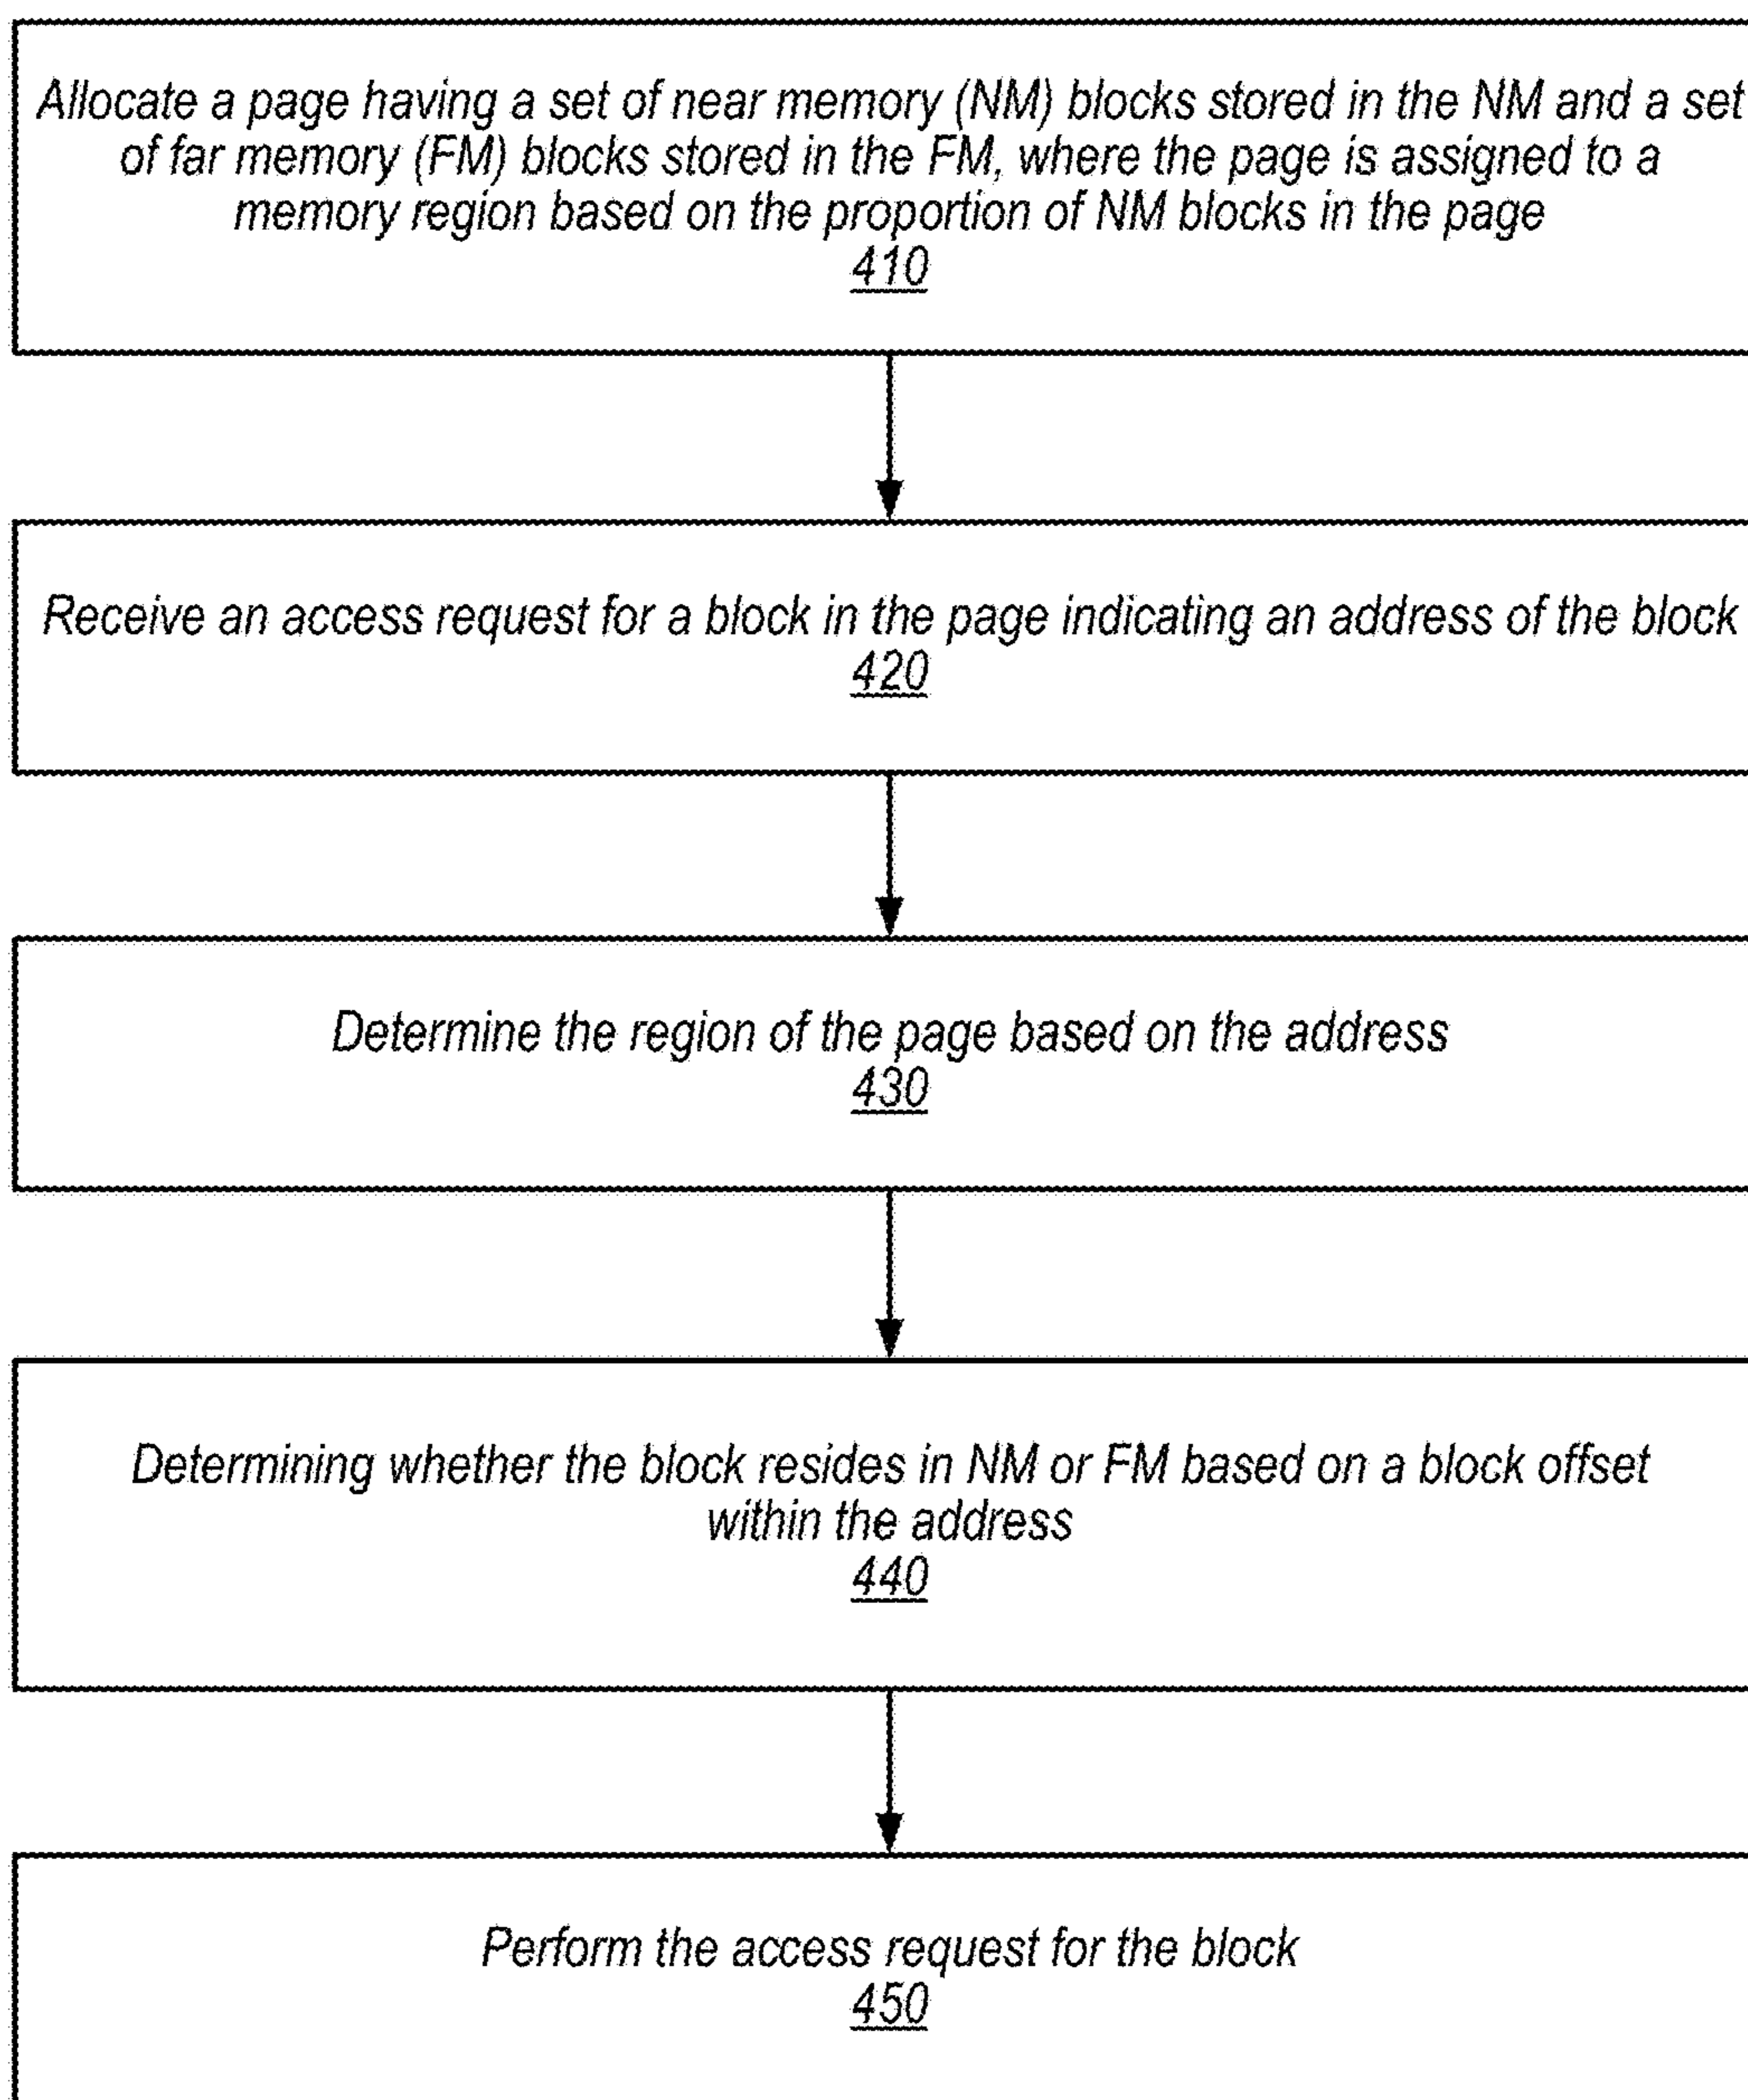 Allocate a page having a set of near memory (NM) blocks stored in the NM and a set
of far memory (FM) blocks stored in the FM, where the page is assigned to a
memory region based on the proportion of NM blocks in the page
410
Receive an access request for a block in the page indicating an address of the block
420
Determine the region of the page based on the address
430
Determining whether the block resides in NM or FM based on a block offset
within the address
440
Perform the access request for the block
450